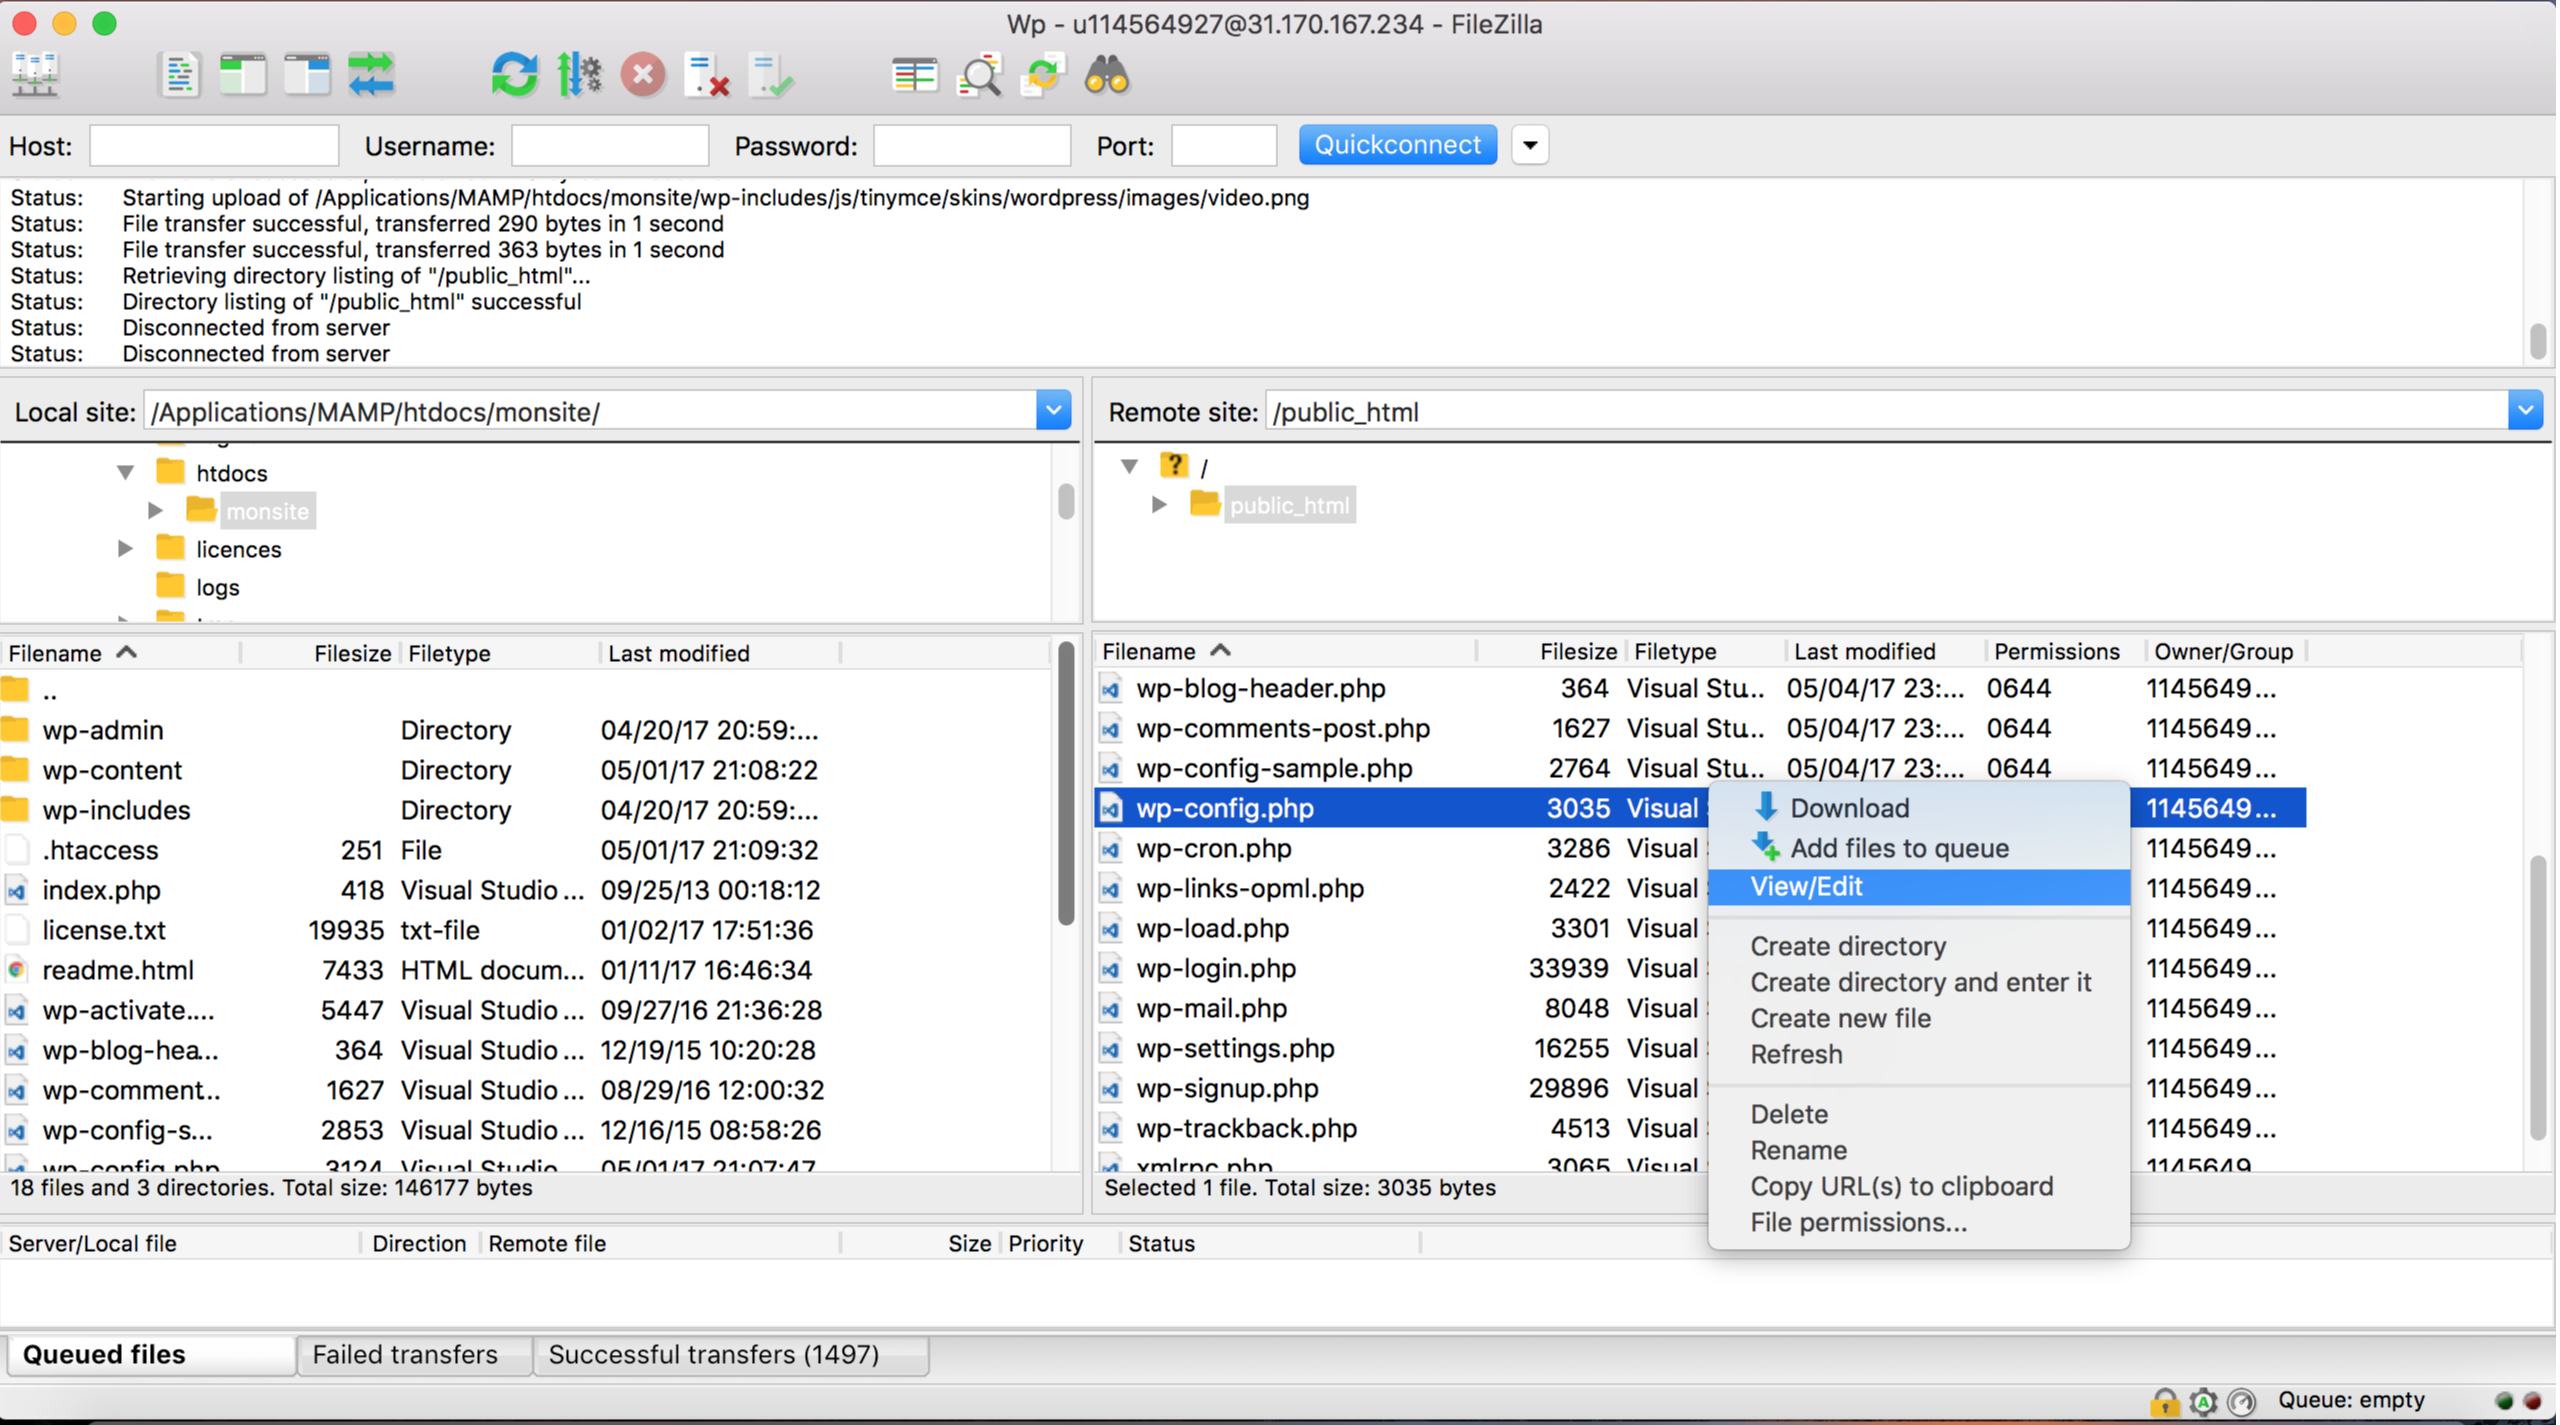 Wp - u114564927@31.170.167.234 - FileZilla
Host: Username: Password: Port: Quickconnect
Status: Starting upload of /Applications/MAMP/htdocs/monsite/wp-includes/js/tinymce/skins/wordpress/images/video.png
Status: File transfer successful, transferred 290 bytes in 1 second
Status: File transfer successful, transferred 363 bytes in 1 second
Status: Retrieving directory listing of "/public_html"...
Status: Directory listing of "/public_html" successful
Status: Disconnected from server
Status: Disconnected from server
Local site: /Applications/MAMP/htdocs/monsite/
htdocs
monsite
licences
logs
Filename Filesize Filetype Last modified
..
wp-admin Directory 04/20/17 20:59:...
wp-content Directory 05/01/17 21:08:22
wp-includes Directory 04/20/17 20:59:...
.htaccess 251 File 05/01/17 21:09:32
index.php 418 Visual Studio ... 09/25/13 00:18:12
license.txt 19935 txt-file 01/02/17 17:51:36
readme.html 7433 HTML docum... 01/11/17 16:46:34
wp-activate.... 5447 Visual Studio ... 09/27/16 21:36:28
wp-blog-hea... 364 Visual Studio ... 12/19/15 10:20:28
wp-comment... 1627 Visual Studio ... 08/29/16 12:00:32
wp-config-s... 2853 Visual Studio ... 12/16/15 08:58:26
wp-config.php 3124 Visual Studio 05/01/17 21:07:47
18 files and 3 directories. Total size: 146177 bytes
Remote site: /public_html
/
public_html
Filename Filesize Filetype Last modified Permissions Owner/Group
wp-blog-header.php 364 Visual Stu... 05/04/17 23:... 0644 1145649...
wp-comments-post.php 1627 Visual Stu... 05/04/17 23:... 0644 1145649...
wp-config-sample.php 2764 Visual Stu... 05/04/17 23:... 0644 1145649...
wp-config.php 3035 Visual 1145649...
wp-cron.php 3286 Visual 1145649...
wp-links-opml.php 2422 Visual 1145649...
wp-load.php 3301 Visual 1145649...
wp-login.php 33939 Visual 1145649...
wp-mail.php 8048 Visual 1145649...
wp-settings.php 16255 Visual 1145649...
wp-signup.php 29896 Visual 1145649...
wp-trackback.php 4513 Visual 1145649...
xmlrpc.php 3065 Visual 1145649
Selected 1 file. Total size: 3035 bytes
Download
Add files to queue
View/Edit
Create directory
Create directory and enter it
Create new file
Refresh
Delete
Rename
Copy URL(s) to clipboard
File permissions...
Server/Local file Direction Remote file Size Priority Status
Queued files Failed transfers Successful transfers (1497)
Queue: empty